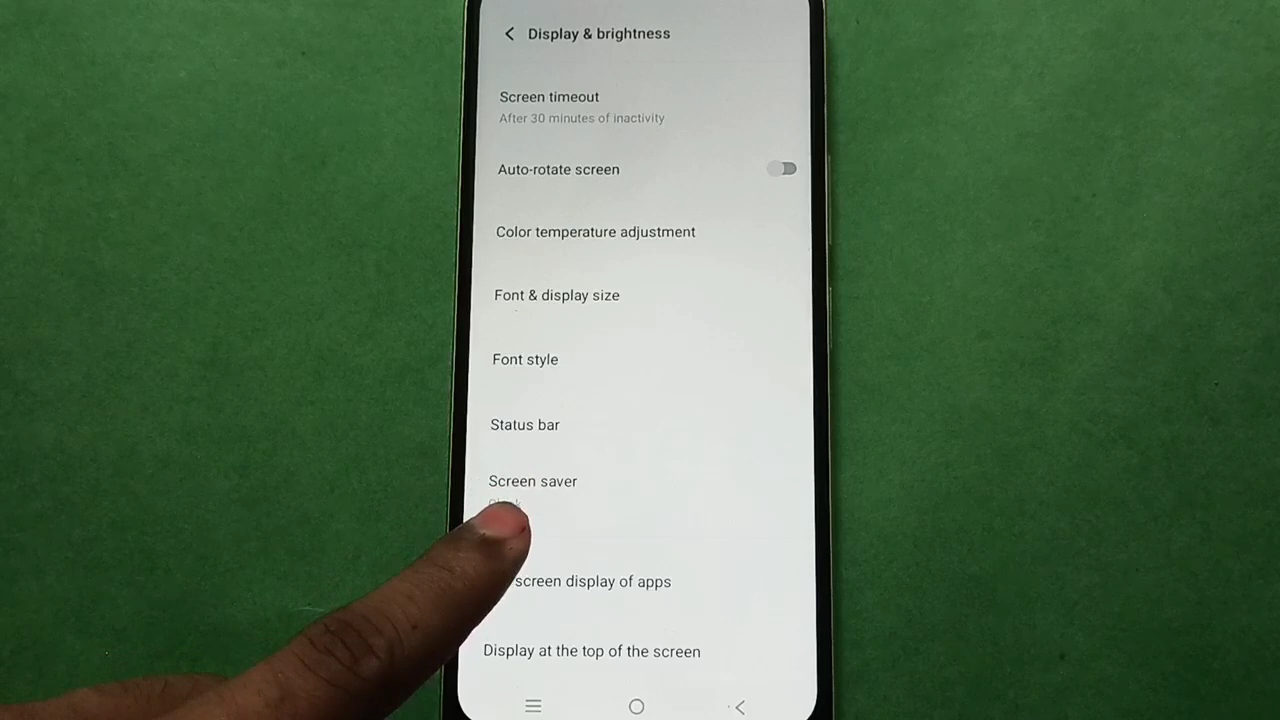 Display & brightness
Screen timeout
After 30 minutes of inactivity
Auto-rotate screen
Color temperature adjustment
Font & display size
Font style
Status bar
Screen saver
screen display of apps
Display at the top of the screen